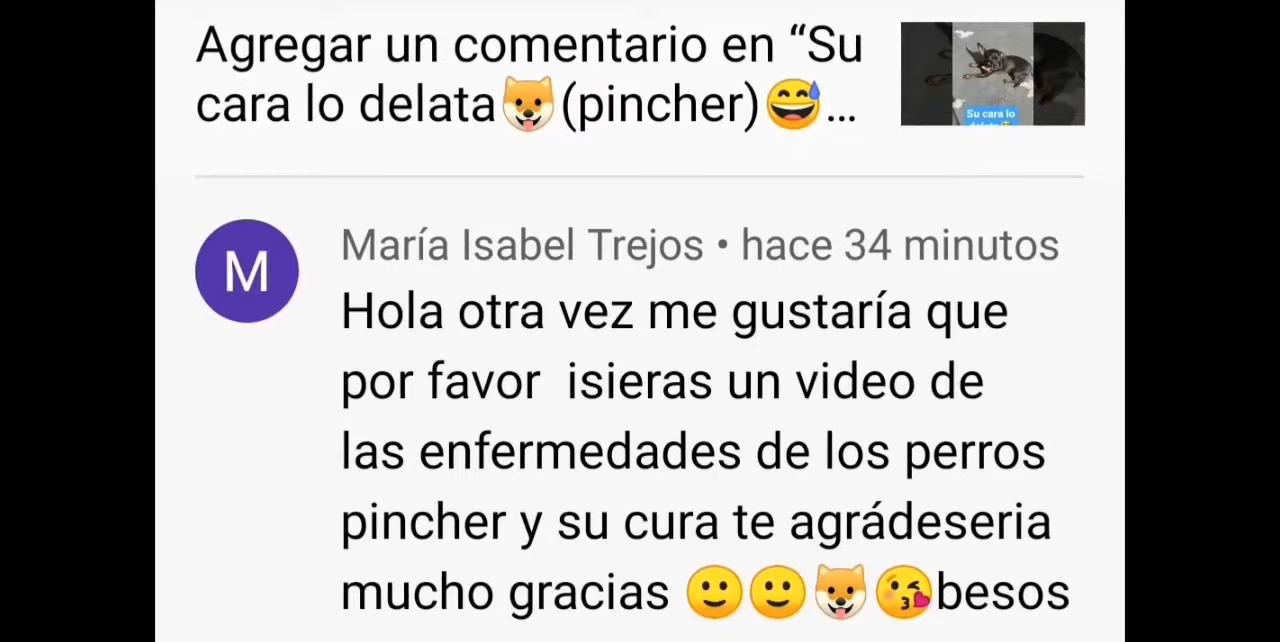 Agregar un comentario en “Su
cara lo delata🐶(pincher)😅...
Su cara lo
delata
M
María Isabel Trejos • hace 34 minutos
Hola otra vez me gustaría que
por favor isieras un video de
las enfermedades de los perros
pincher y su cura te agrádeseria
mucho gracias 🙂🙂🐶😘besos